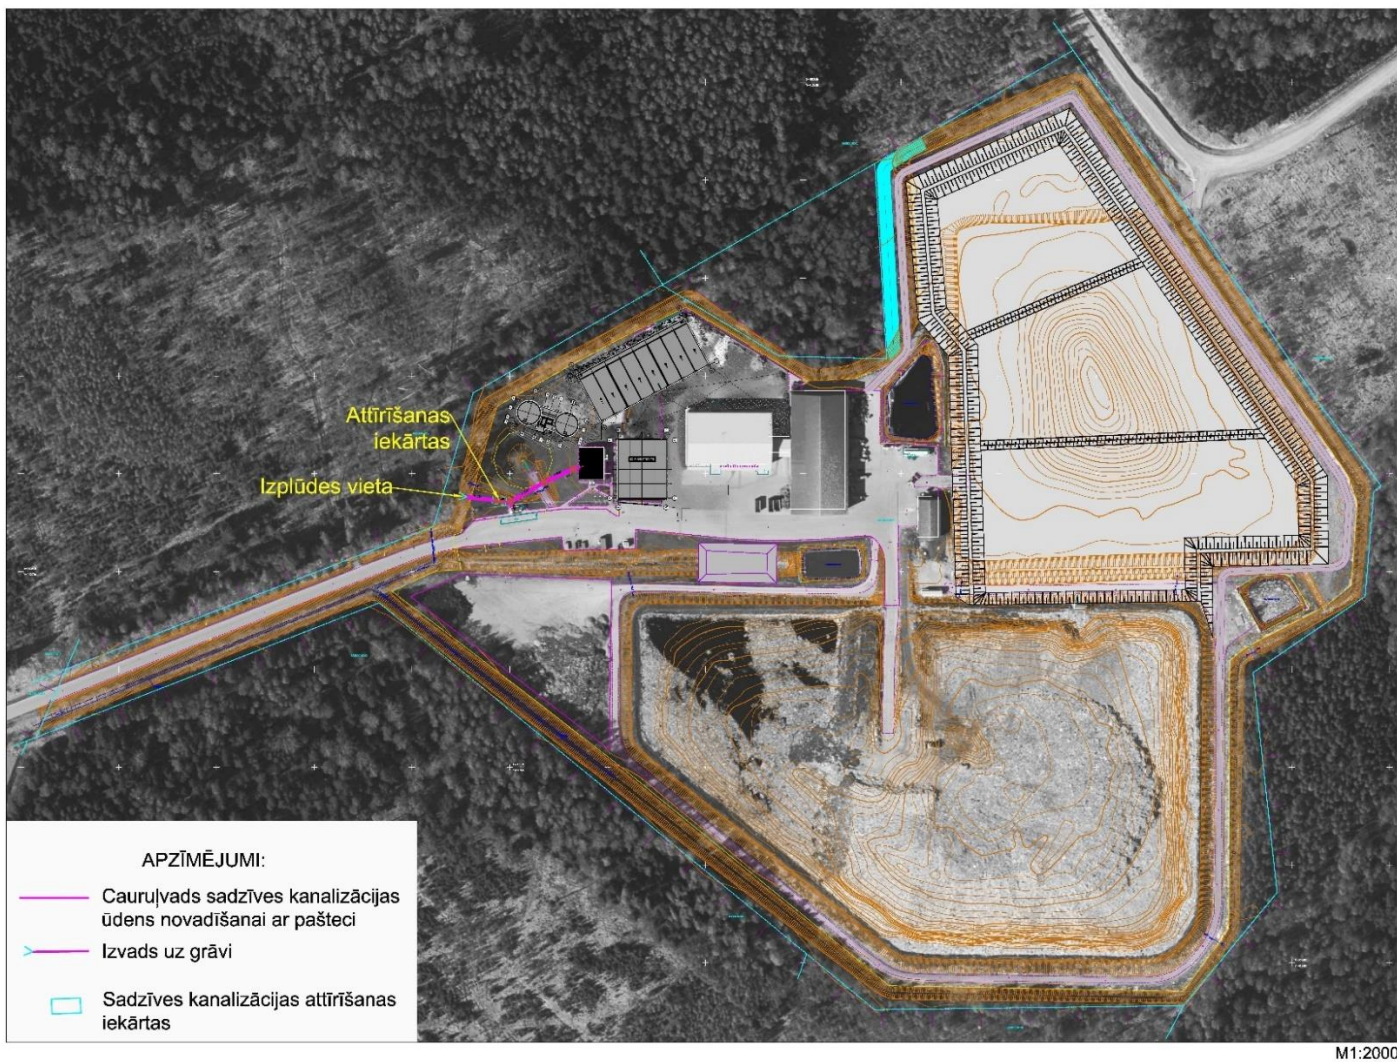 Attīrīšanas
iekārtas
Izplūdes vieta
APZĪMĒJUMI:
Cauruļvads sadzīves kanalizācijas
ūdens novadīšanai ar pašteci
Izvads uz grāvi
Sadzīves kanalizācijas attīrīšanas
iekārtas
M1:2000